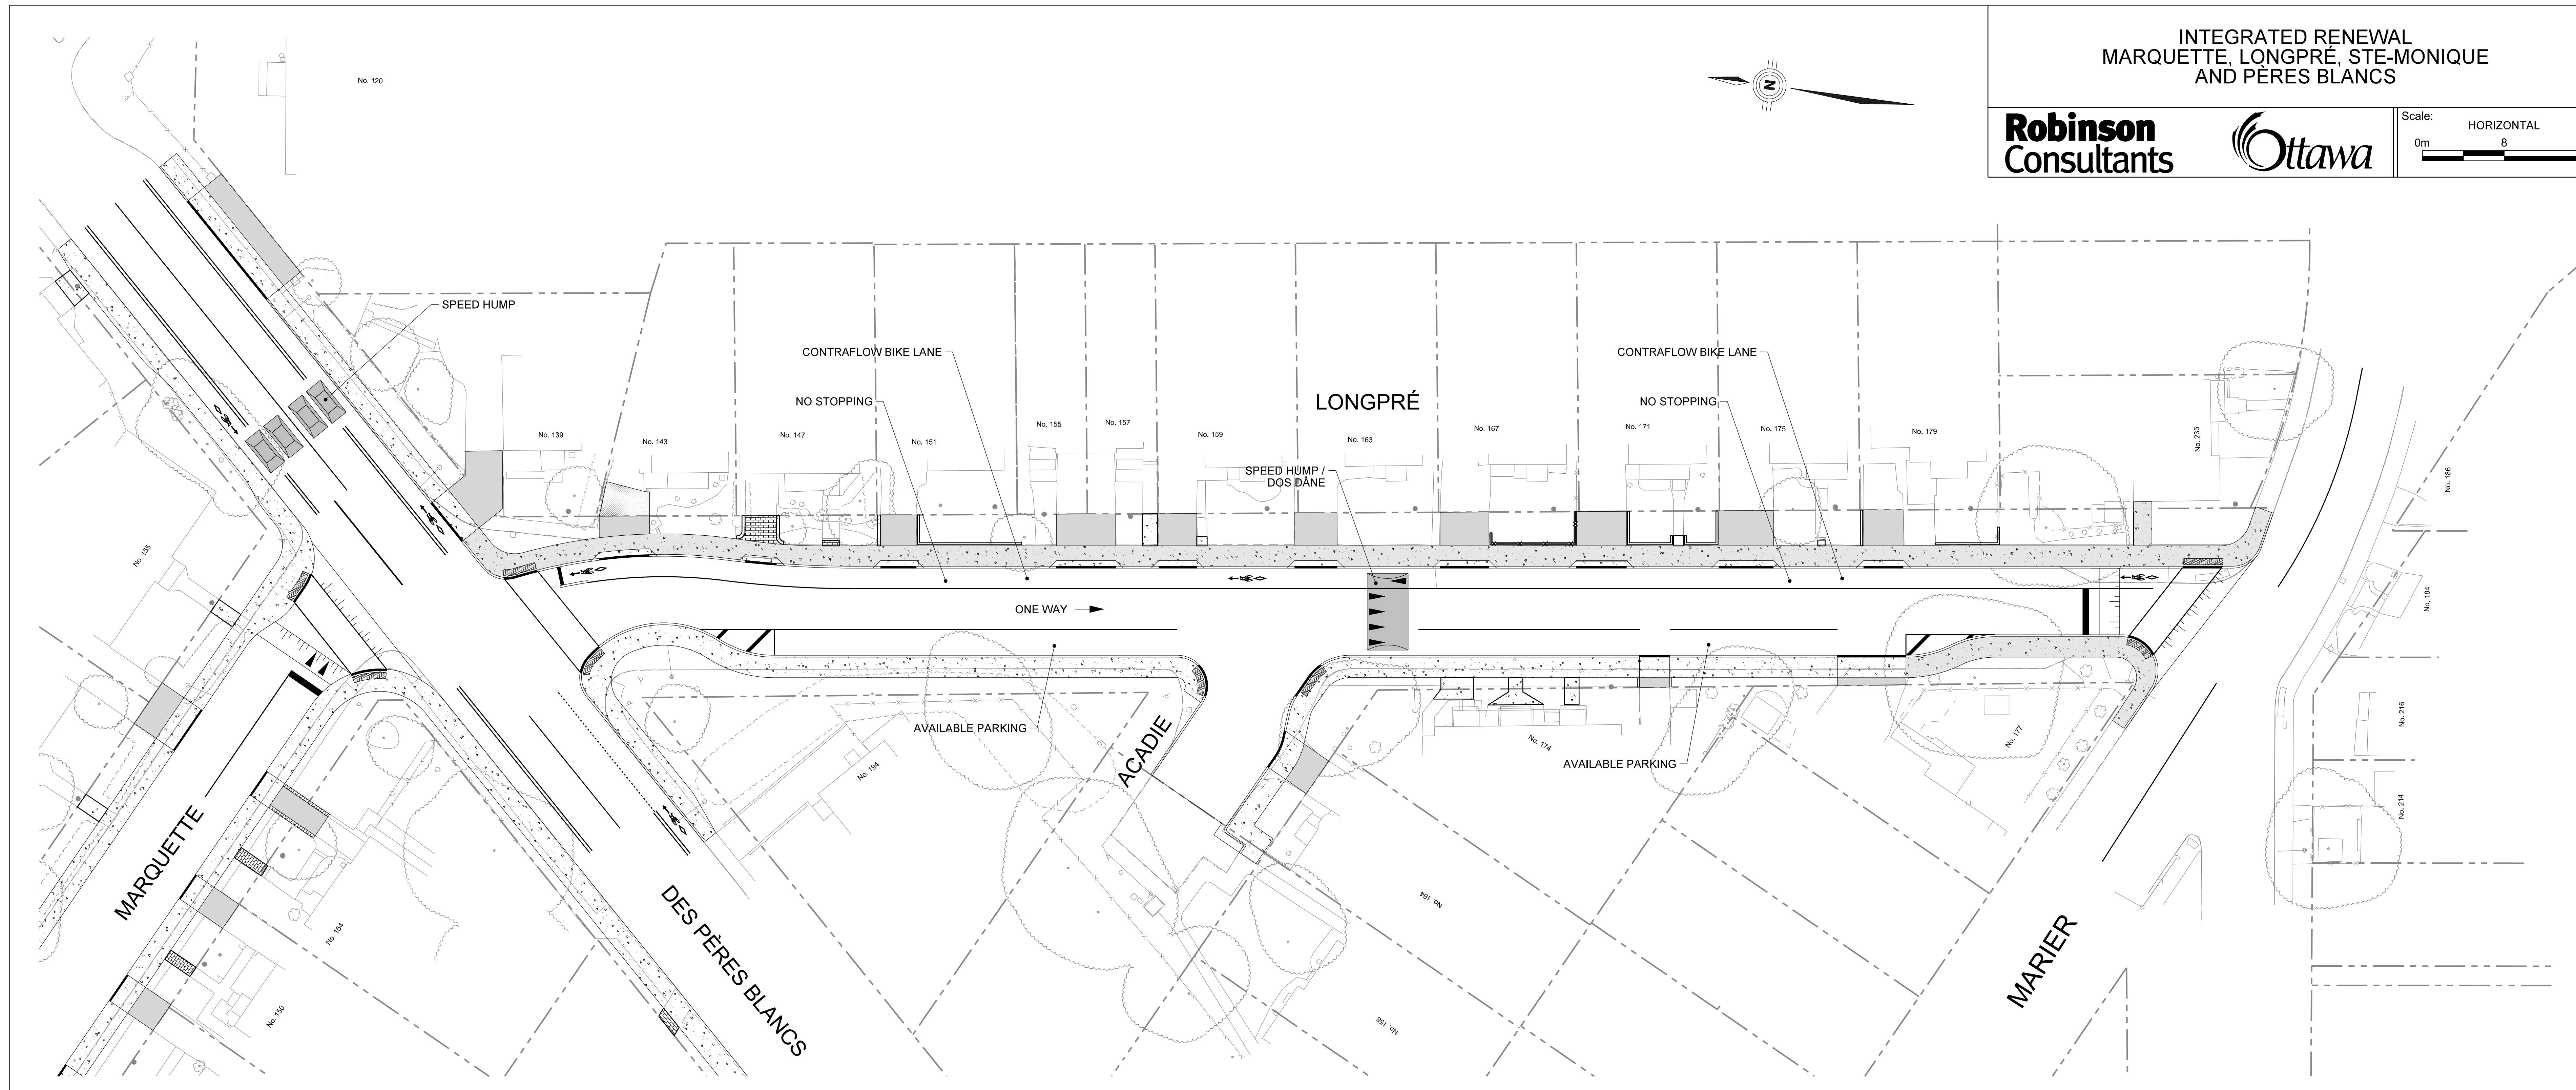 INTEGRATED RENEWAL
MARQUETTE, LONGPRÉ, STE-MONIQUE
AND PÈRES BLANCS
Robinson
Consultants
Ottawa
Scale:
HORIZONTAL
0m
8
N
No. 120
SPEED HUMP
CONTRAFLOW BIKE LANE
NO STOPPING
LONGPRÉ
CONTRAFLOW BIKE LANE
NO STOPPING
No. 139
No. 143
No. 147
No. 151
No. 155
No. 157
No. 159
No. 163
No. 167
No. 171
No. 175
No. 179
No. 235
No. 186
SPEED HUMP /
DOS DÂNE
No. 155
ONE WAY
No. 184
AVAILABLE PARKING
No. 194
ACADIE
No. 174
AVAILABLE PARKING
No. 177
No. 216
No. 214
MARQUETTE
No. 154
No. 150
DES PÈRES BLANCS
No. 164
No. 158
MARIER